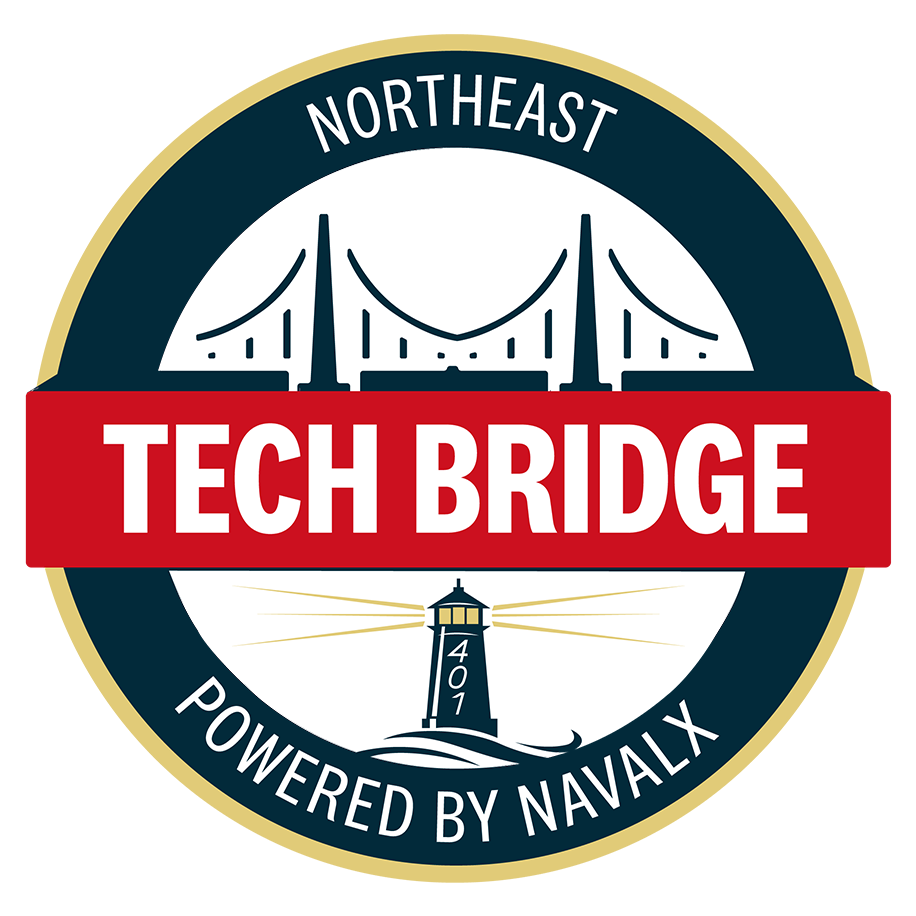 NORTHEAST
TECH BRIDGE
401
POWERED BY NAVALX